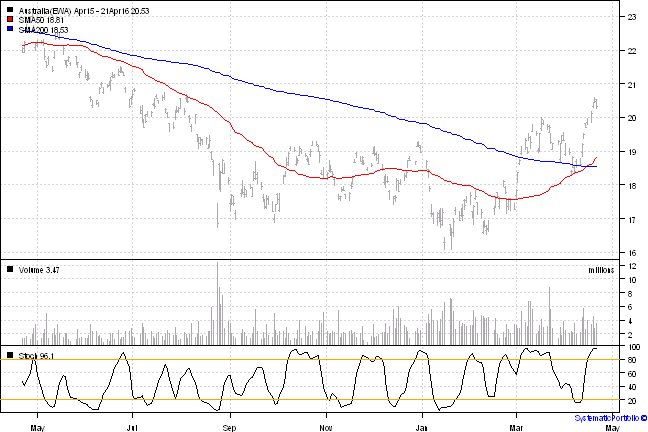 Australia(EWA) Apr15 - 21Apr16 20.53
SMA50 18.81
SMA200 18.53
23
22
21
20
19
18
17
16
Volume 3.47
millions
12
10
8
6
4
2
Stoch 96.1
100
80
60
40
20
May Jul Sep Nov Jan Mar May
SystematicPortfolio ©